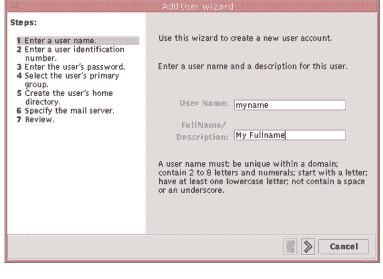 Add User Wizard
Steps:
1 Enter a user name.
2 Enter a user identification
number.
3 Enter the user's password.
4 Select the user's primary
group.
5 Create the user's home
directory.
6 Specify the mail server.
7 Review.
Use this wizard to create a new user account.
Enter a user name and a description for this user.
User Name: myname
FullName/
Description: My Fullname
A user name must: be unique within a domain;
contain 2 to 8 letters and numerals; start with a letter;
have at least one lowercase letter; not contain a space
or an underscore.
Cancel